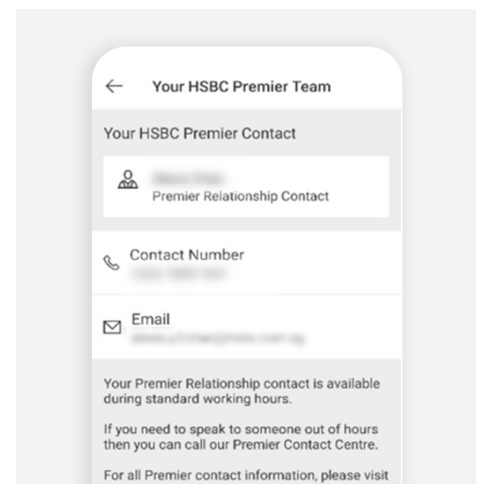 Your HSBC Premier Team
Your HSBC Premier Contact
Premier Relationship Contact
Contact Number
Email
Your Premier Relationship contact is available
during standard working hours.
If you need to speak to someone out of hours
then you can call our Premier Contact Centre.
For all Premier contact information, please visit